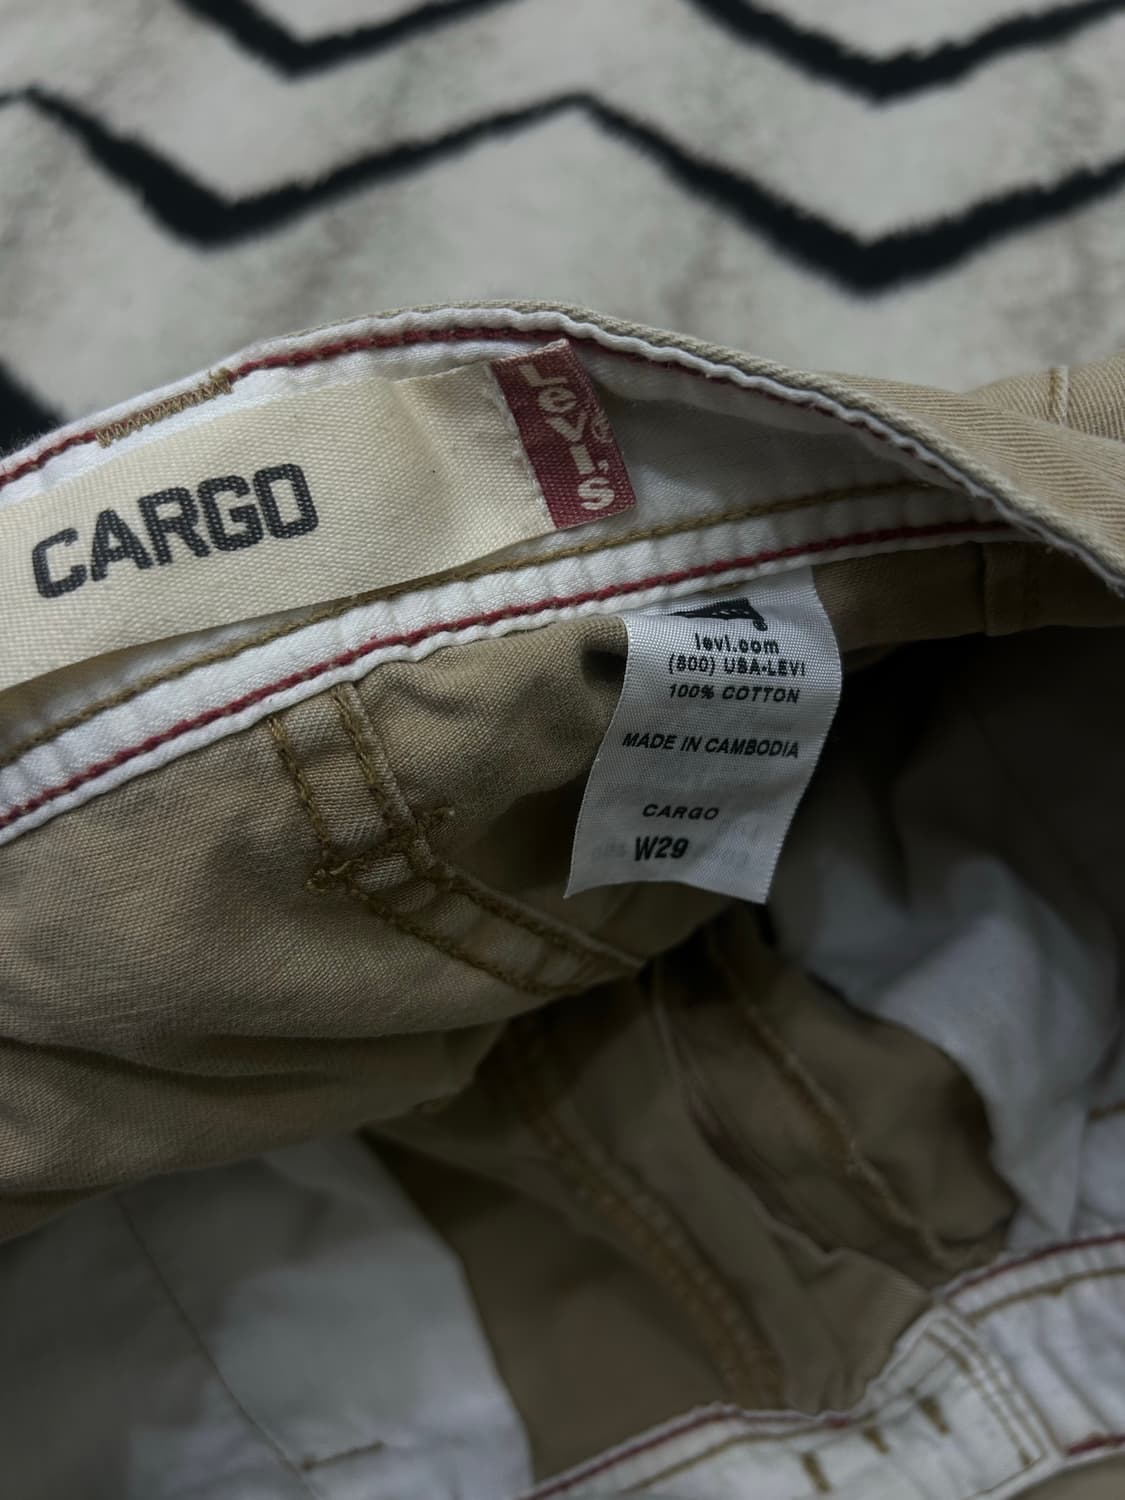 CARGO
Levi's®
levi.com
(800) USA-LEVI
100% COTTON
MADE IN CAMBODIA
CARGO
W29